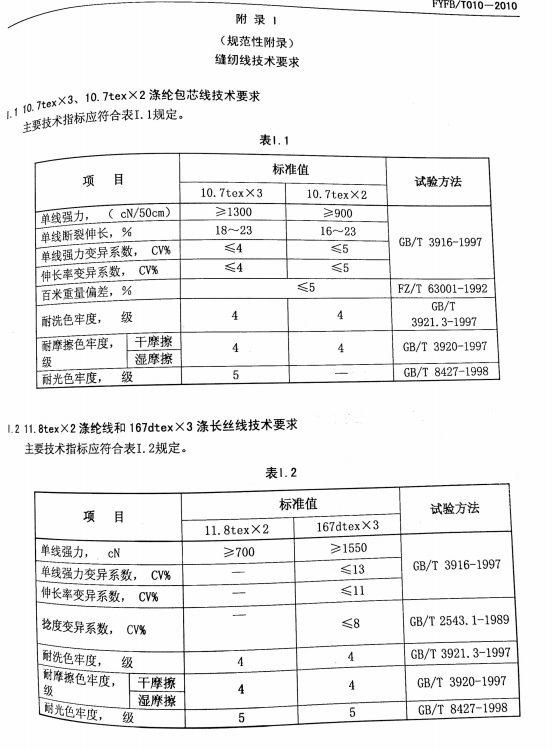 FYFB/T010—2010
附 录 I
（规范性附录）
缝纫线技术要求
I.1 10.7tex×3、10.7tex×2 涤纶包芯线技术要求
主要技术指标应符合表I.1规定。
表I.1
项 目 标准值 试验方法
10.7tex×3 10.7tex×2
单线强力， （ cN/50cm） ≥1300 ≥900 GB/T 3916-1997
单线断裂伸长，% 18～23 16～23
单线强力变异系数， CV% ≤4 ≤5
伸长率变异系数， CV% ≤4 ≤5
百米重量偏差，% ≤5 FZ/T 63001-1992
耐洗色牢度， 级 4 4 GB/T 3921.3-1997
耐摩擦色牢度， 级 干摩擦 4 4 GB/T 3920-1997
湿摩擦
耐光色牢度， 级 5 — GB/T 8427-1998
I.2 11.8tex×2 涤纶线和 167dtex×3 涤长丝线技术要求
主要技术指标应符合表I.2规定。
表I.2
项 目 标准值 试验方法
11.8tex×2 167dtex×3
单线强力， cN ≥700 ≥1550 GB/T 3916-1997
单线强力变异系数， CV% — ≤13
伸长率变异系数， CV% — ≤11
捻度变异系数， CV% — ≤8 GB/T 2543.1-1989
耐洗色牢度， 级 4 4 GB/T 3921.3-1997
耐摩擦色牢度， 级 干摩擦 4 4 GB/T 3920-1997
湿摩擦
耐光色牢度， 级 5 5 GB/T 8427-1998